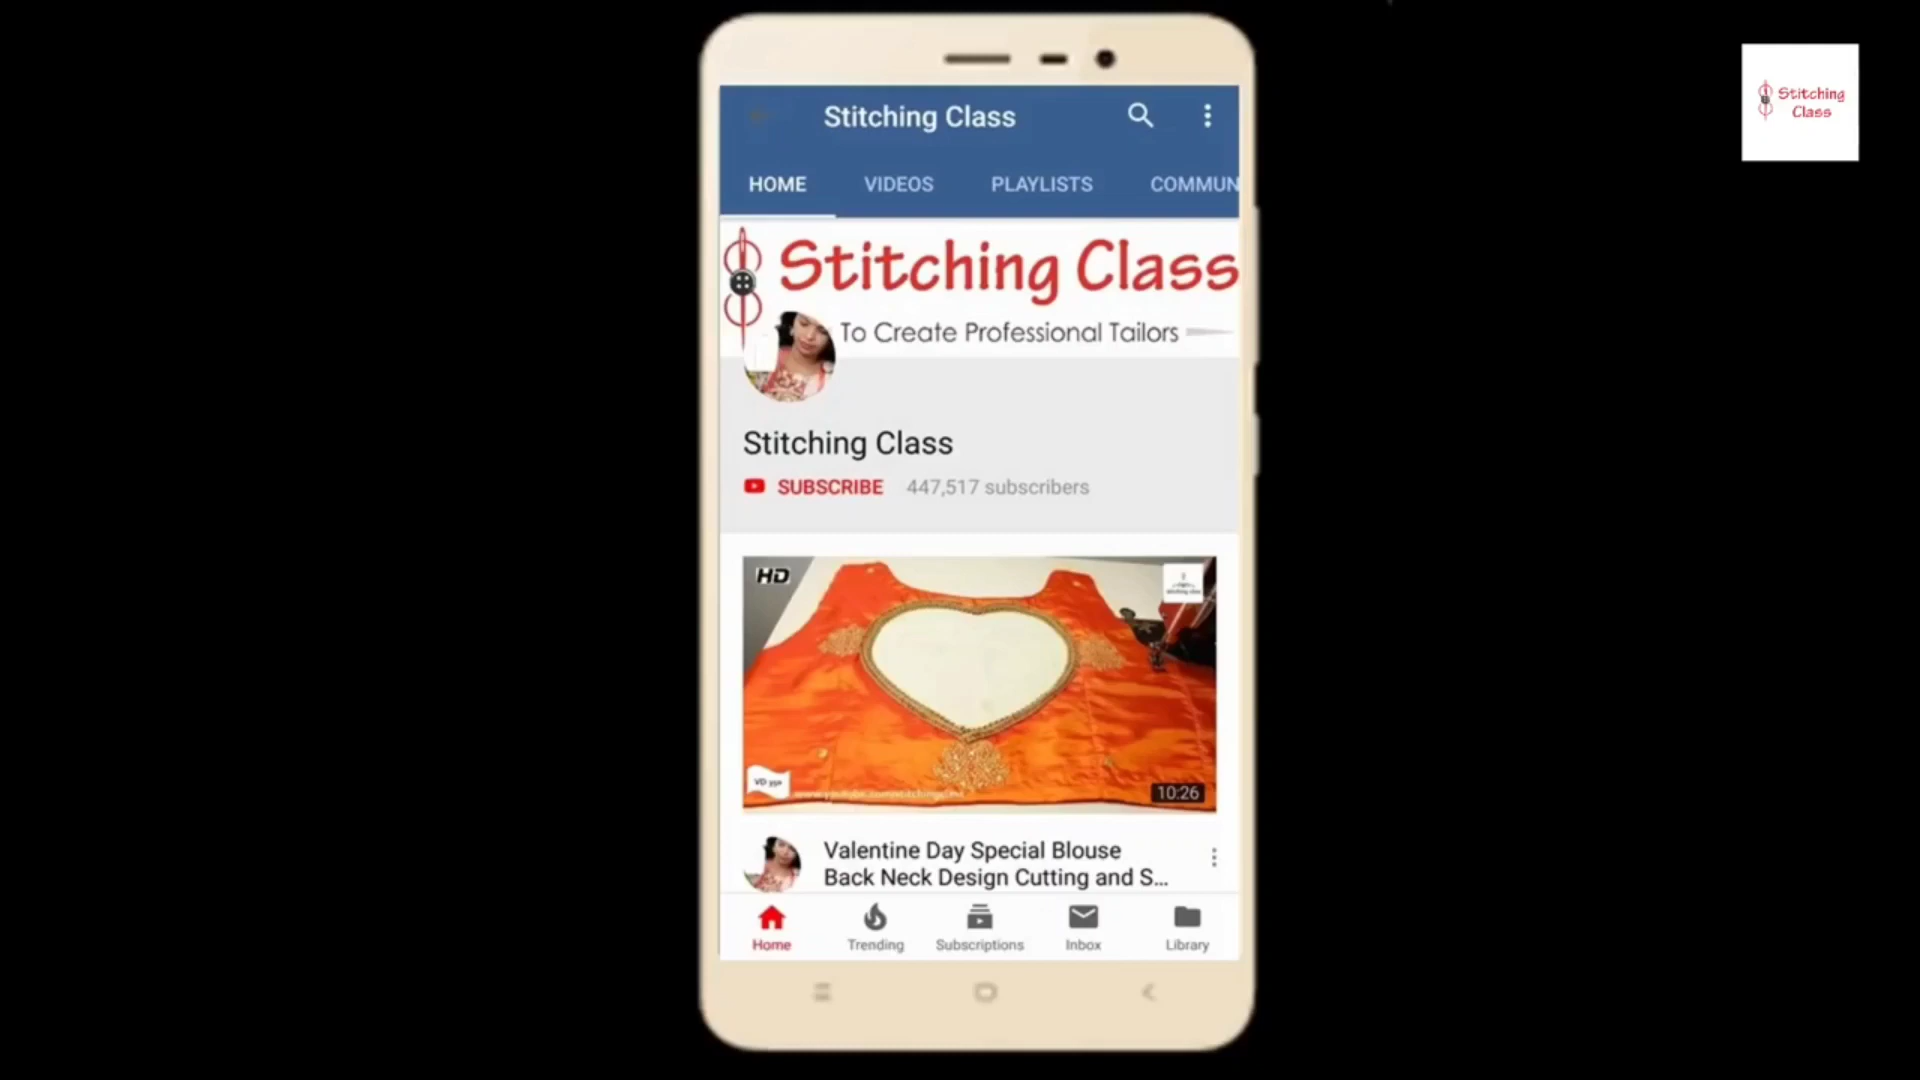 Stitching Class
HOME VIDEOS PLAYLISTS COMMUN
Stitching Class
To Create Professional Tailors
Stitching Class
SUBSCRIBE 447,517 subscribers
HD
10:26
Valentine Day Special Blouse
Back Neck Design Cutting and S...
Home Trending Subscriptions Inbox Library
Stitching
Class